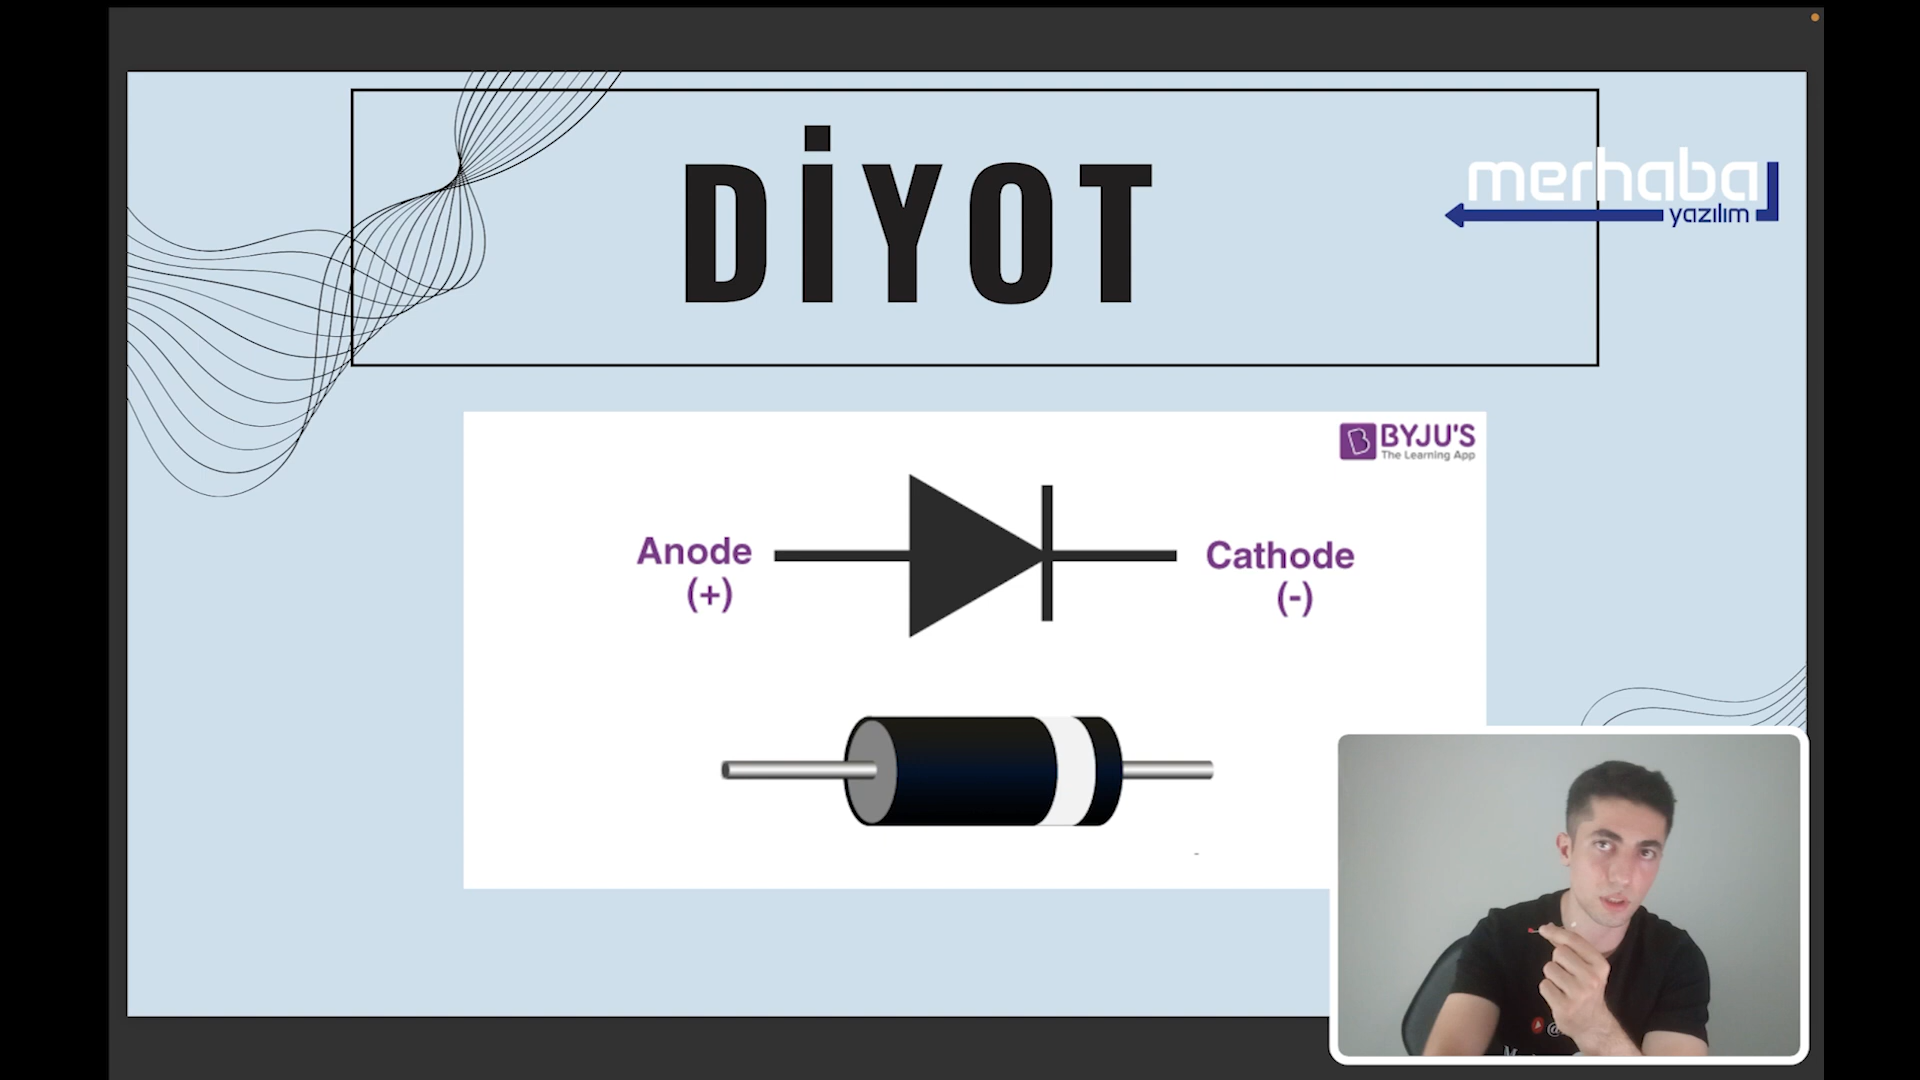 DİYOT
merhaba
yazılım
BYJU'S
The Learning App
Anode
(+)
Cathode
(-)
@